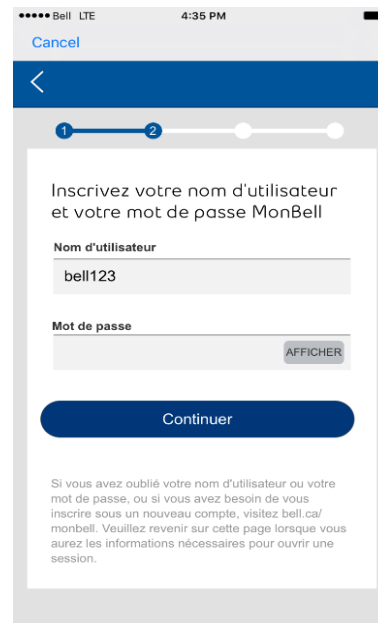 Bell LTE 4:35 PM
Cancel
1 2
Inscrivez votre nom d'utilisateur
et votre mot de passe MonBell
Nom d'utilisateur
bell123
Mot de passe
AFFICHER
Continuer
Si vous avez oublié votre nom d'utilisateur ou votre
mot de passe, ou si vous avez besoin de vous
inscrire sous un nouveau compte, visitez bell.ca/
monbell. Veuillez revenir sur cette page lorsque vous
aurez les informations nécessaires pour ouvrir une
session.